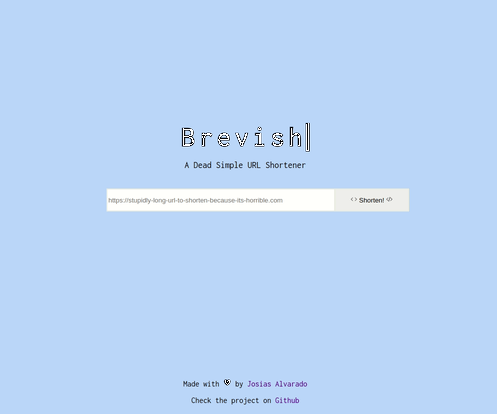 Brevish
A Dead Simple URL Shortener
https://stupidly-long-url-to-shorten-because-its-horrible.com
<> Shorten! </>
Made with by Josias Alvarado
Check the project on Github